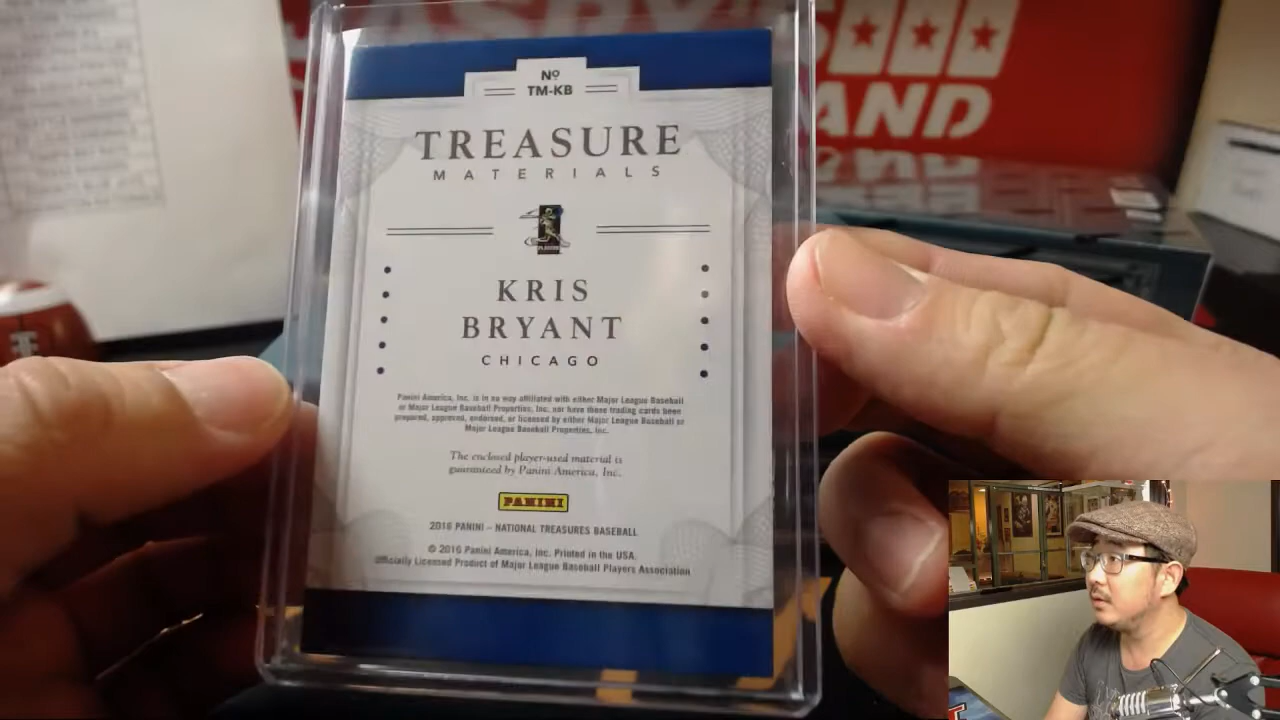 No
TM-KB
TREASURE
MATERIALS
KRIS
BRYANT
CHICAGO
Panini America, Inc. is in no way affiliated with either Major League Baseball
or Major League Baseball Properties, Inc. nor have these trading cards been
prepared, approved, endorsed, or licensed by either Major League Baseball or
Major League Baseball Properties, Inc.
The enclosed player-used material is
guaranteed by Panini America, Inc.
PANINI
2016 PANINI – NATIONAL TREASURES BASEBALL
© 2016 Panini America, Inc. Printed in the USA.
Officially Licensed Product of Major League Baseball Players Association
AND